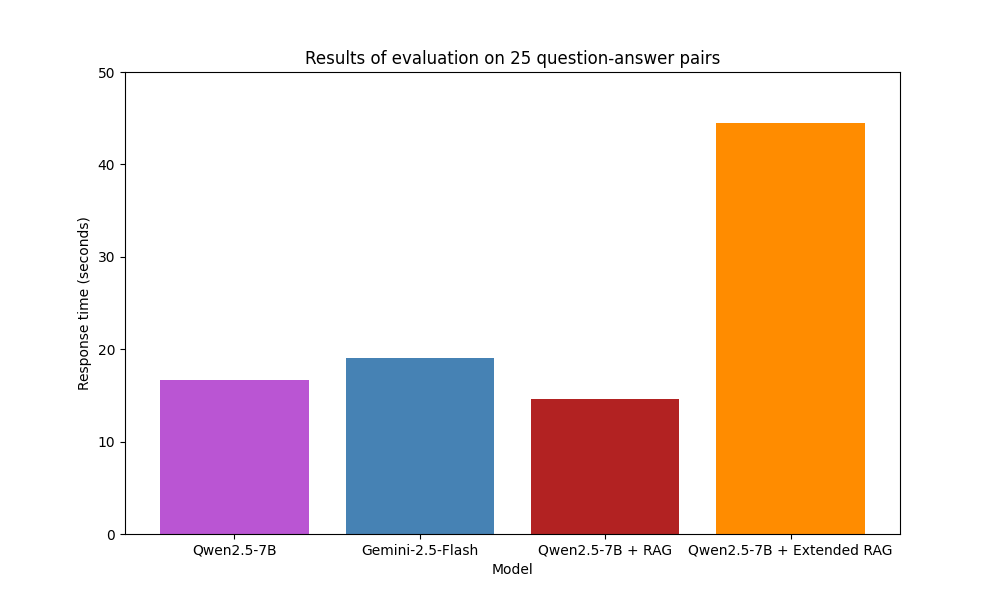 Results of evaluation on 25 question-answer pairs
50
40
30
20
10
0
Response time (seconds)
Qwen2.5-7B
Gemini-2.5-Flash
Qwen2.5-7B + RAG
Qwen2.5-7B + Extended RAG
Model